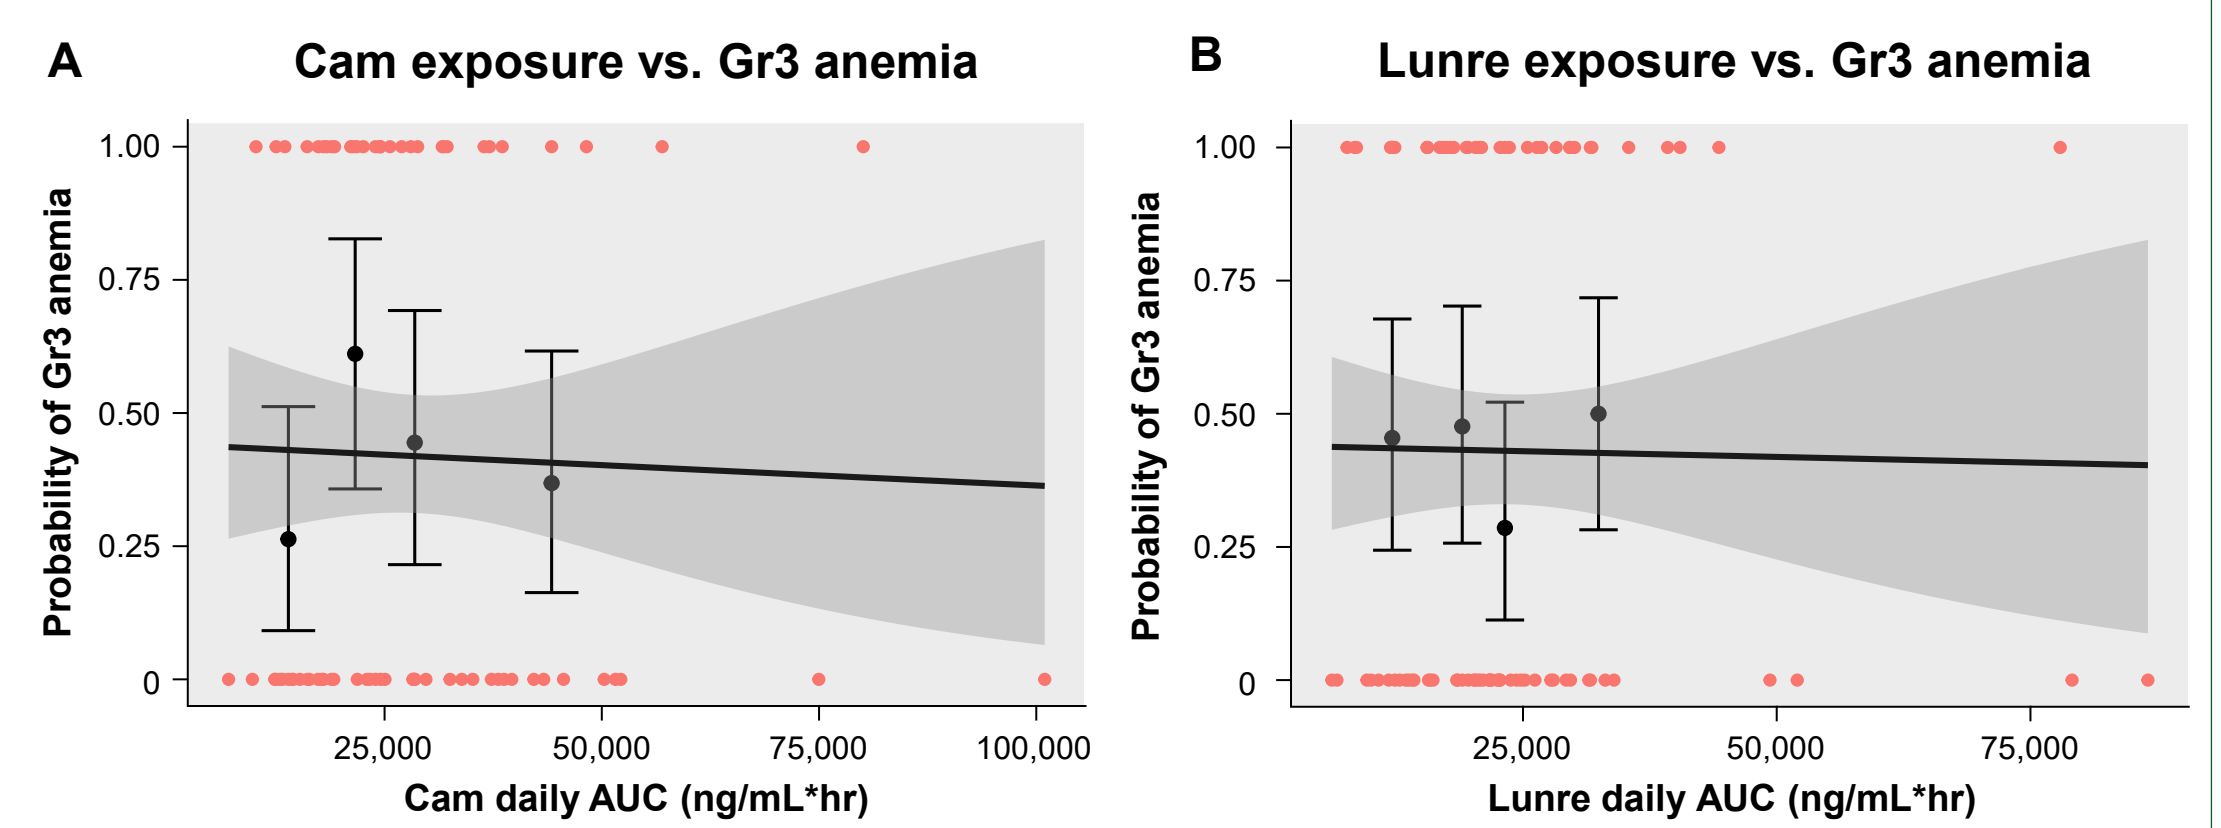 A
Cam exposure vs. Gr3 anemia
Probability of Gr3 anemia
1.00
0.75
0.50
0.25
0
25,000
50,000
75,000
100,000
Cam daily AUC (ng/mL*hr)
B
Lunre exposure vs. Gr3 anemia
Probability of Gr3 anemia
1.00
0.75
0.50
0.25
0
25,000
50,000
75,000
Lunre daily AUC (ng/mL*hr)